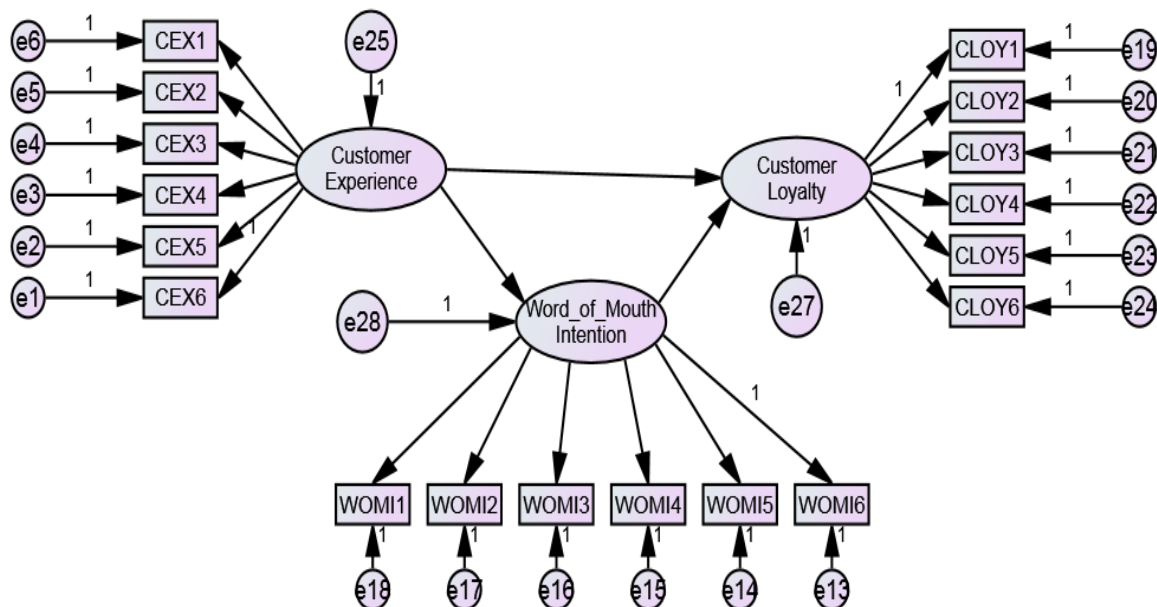 1
e6
CEX1
1
e5
CEX2
1
e4
CEX3
1
e3
CEX4
1
e2
CEX5
1
e1
CEX6
1
e25
1
Customer
Experience
Customer
Loyalty
1
e27
e28
1
Word_of_Mouth
Intention
1
CLOY1
1
e19
CLOY2
1
e20
CLOY3
1
e21
CLOY4
1
e22
CLOY5
1
e23
CLOY6
1
e24
1
WOMI1
WOMI2
WOMI3
WOMI4
WOMI5
WOMI6
1
1
1
1
1
1
e18
e17
e16
e15
e14
e13